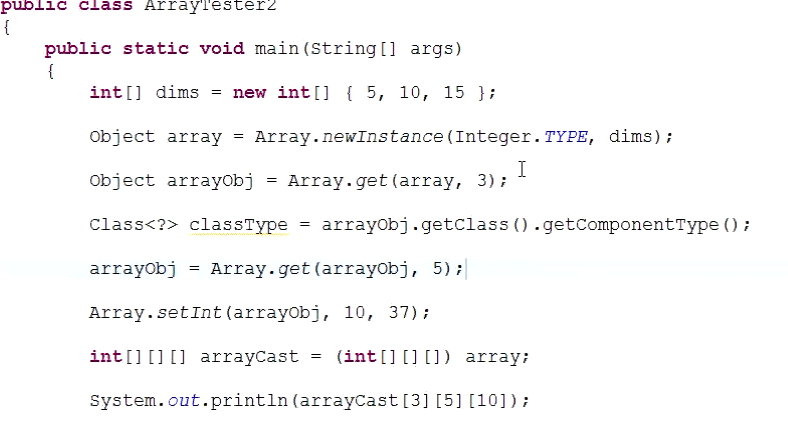 public class ArrayTester2
{
public static void main(String[] args)
{
int[] dims = new int[] { 5, 10, 15 };
Object array = Array.newInstance(Integer.TYPE, dims);
Object arrayObj = Array.get(array, 3);
Class<?> classType = arrayObj.getClass().getComponentType();
arrayObj = Array.get(arrayObj, 5);
Array.setInt(arrayObj, 10, 37);
int[][][] arrayCast = (int[][][]) array;
System.out.println(arrayCast[3][5][10]);